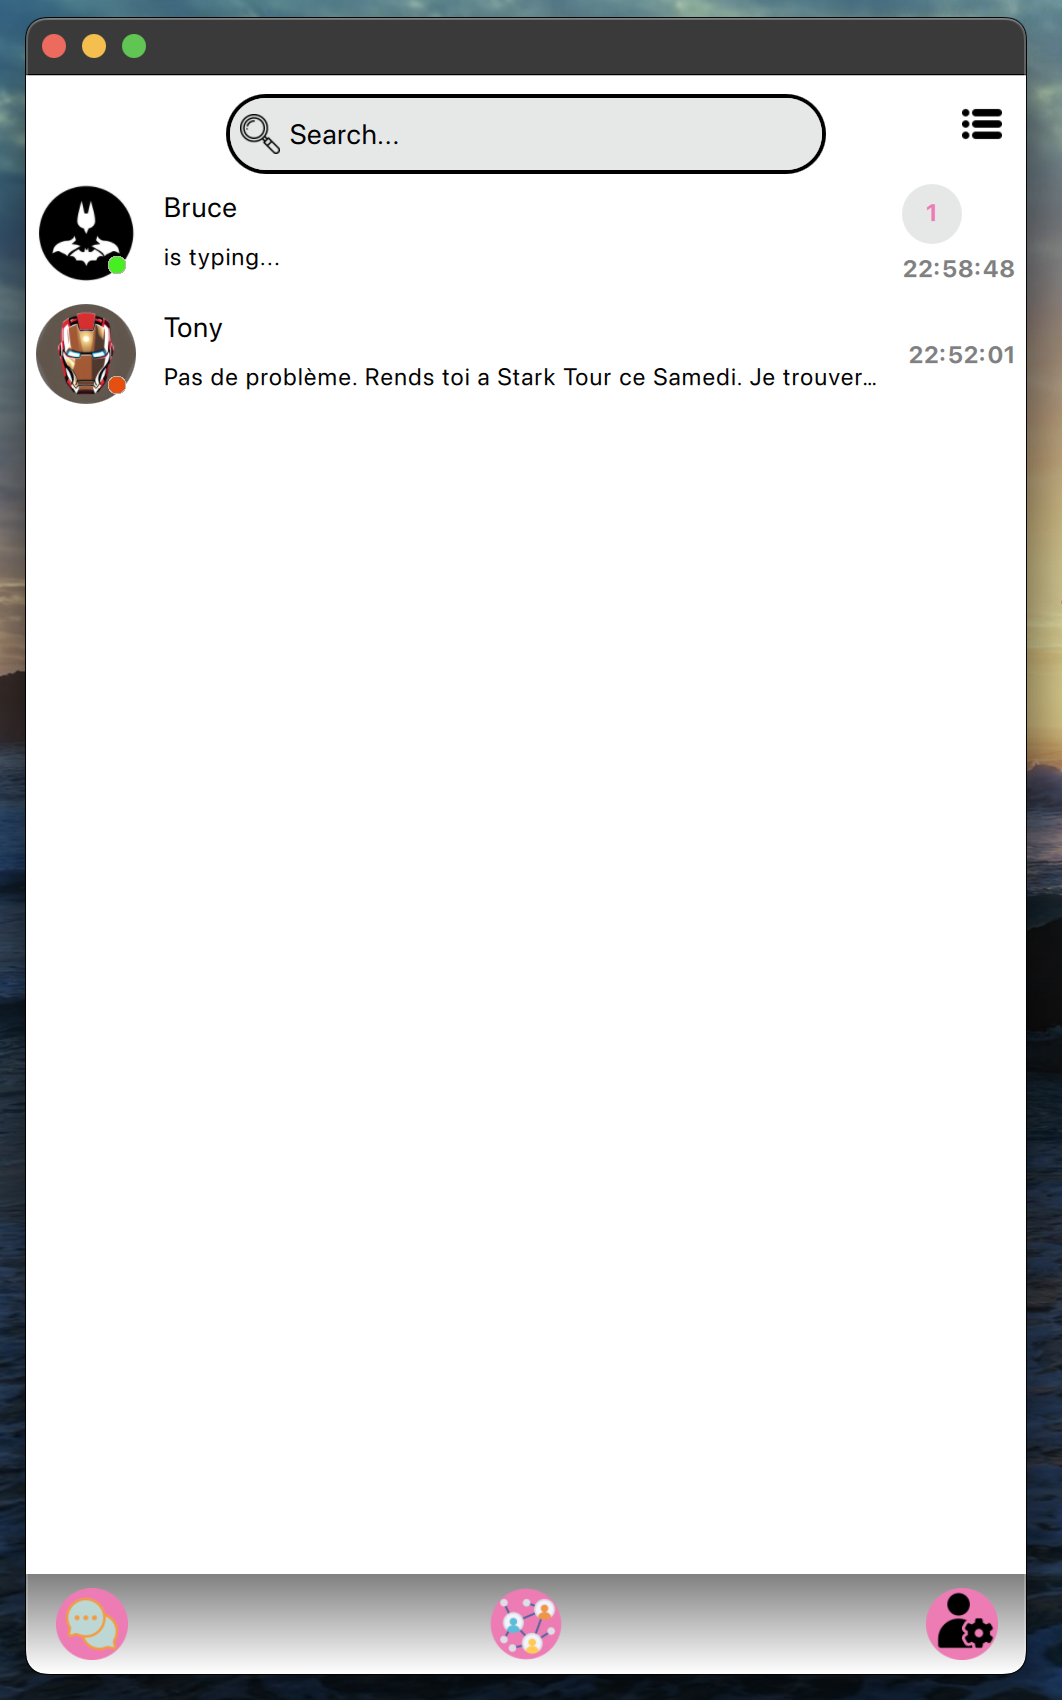 Search...
Bruce
1
is typing...
22:58:48
Tony
22:52:01
Pas de problème. Rends toi a Stark Tour ce Samedi. Je trouver...